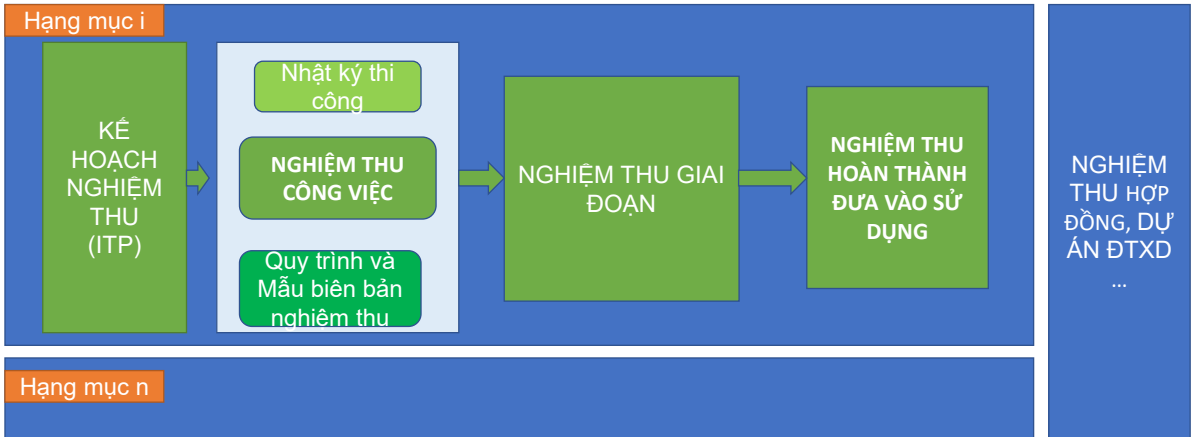 Hạng mục i
KẾ
HOẠCH
NGHIỆM
THU
(ITP)
Nhật ký thi
công
NGHIỆM THU
CÔNG VIỆC
Quy trình và
Mẫu biên bản
nghiệm thu
NGHIỆM THU GIAI
ĐOẠN
NGHIỆM THU
HOÀN THÀNH
ĐƯA VÀO SỬ
DỤNG
NGHIỆM
THU HỢP
ĐỒNG, DỰ
ÁN ĐTXD
...
Hạng mục n